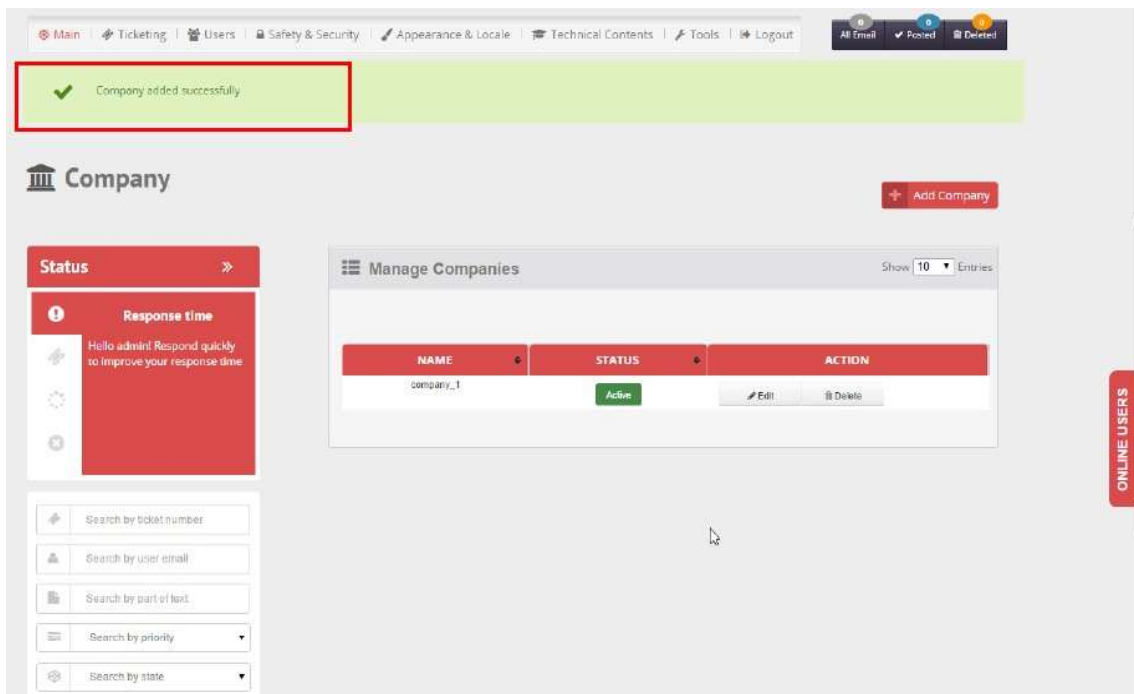 Main Ticketing Users Safety & Security Appearance & Locale Technical Contents Tools Logout
0 0 0
All Email Posted Deleted
Company added successfully
Company
Add Company
Status
Response time
Hello admin! Respond quickly
to improve your response time
Search by ticket number
Search by user email
Search by part of text
Search by priority
Search by state
Manage Companies
Show 10 Entries
NAME STATUS ACTION
company_1 Active Edit Delete
ONLINE USERS